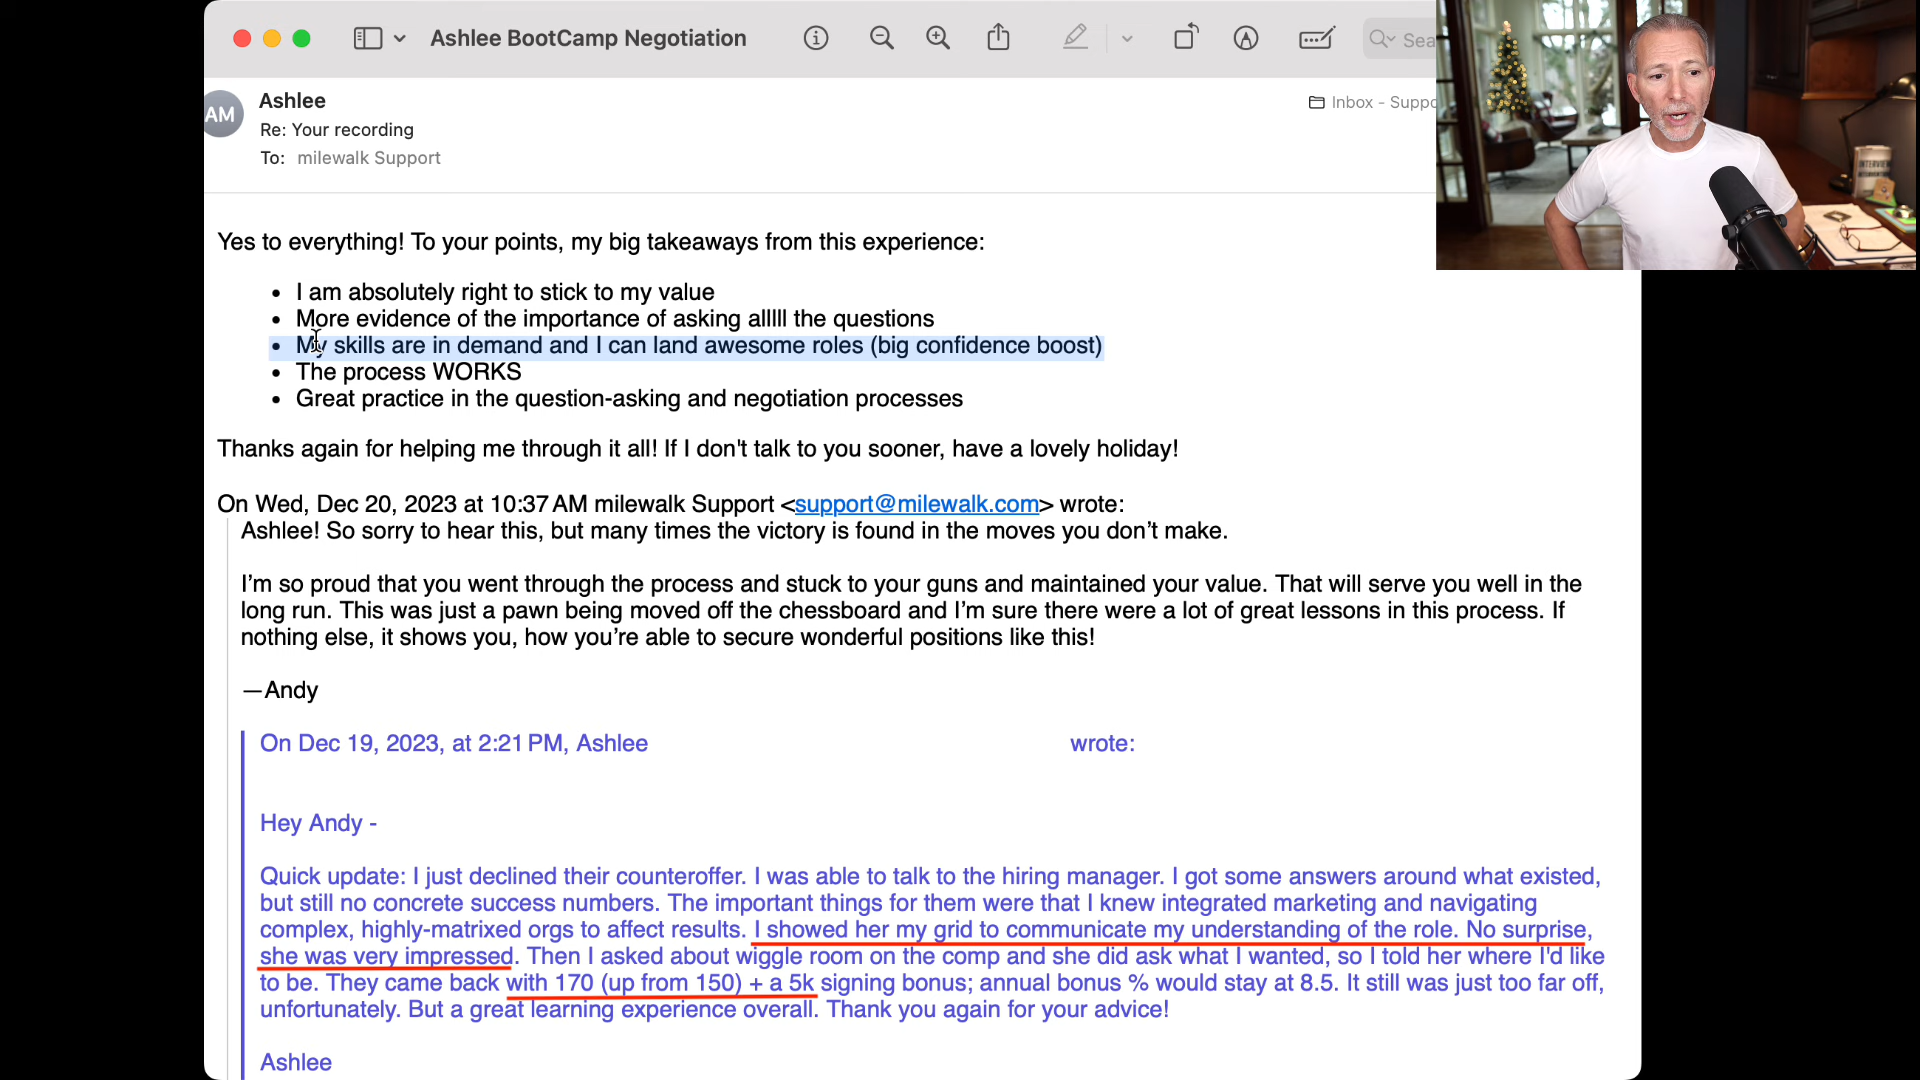 Ashlee BootCamp Negotiation
Sea
AM
Ashlee
Inbox - Suppo
Re: Your recording
To: milewalk Support
INTERVIEW
Yes to everything! To your points, my big takeaways from this experience:
• I am absolutely right to stick to my value
• More evidence of the importance of asking alllll the questions
• My skills are in demand and I can land awesome roles (big confidence boost)
• The process WORKS
• Great practice in the question-asking and negotiation processes
Thanks again for helping me through it all! If I don't talk to you sooner, have a lovely holiday!
On Wed, Dec 20, 2023 at 10:37 AM milewalk Support <support@milewalk.com> wrote:
Ashlee! So sorry to hear this, but many times the victory is found in the moves you don’t make.
I’m so proud that you went through the process and stuck to your guns and maintained your value. That will serve you well in the
long run. This was just a pawn being moved off the chessboard and I’m sure there were a lot of great lessons in this process. If
nothing else, it shows you, how you’re able to secure wonderful positions like this!
—Andy
On Dec 19, 2023, at 2:21 PM, Ashlee wrote:
Hey Andy -
Quick update: I just declined their counteroffer. I was able to talk to the hiring manager. I got some answers around what existed,
but still no concrete success numbers. The important things for them were that I knew integrated marketing and navigating
complex, highly-matrixed orgs to affect results. I showed her my grid to communicate my understanding of the role. No surprise,
she was very impressed. Then I asked about wiggle room on the comp and she did ask what I wanted, so I told her where I'd like
to be. They came back with 170 (up from 150) + a 5k signing bonus; annual bonus % would stay at 8.5. It still was just too far off,
unfortunately. But a great learning experience overall. Thank you again for your advice!
Ashlee